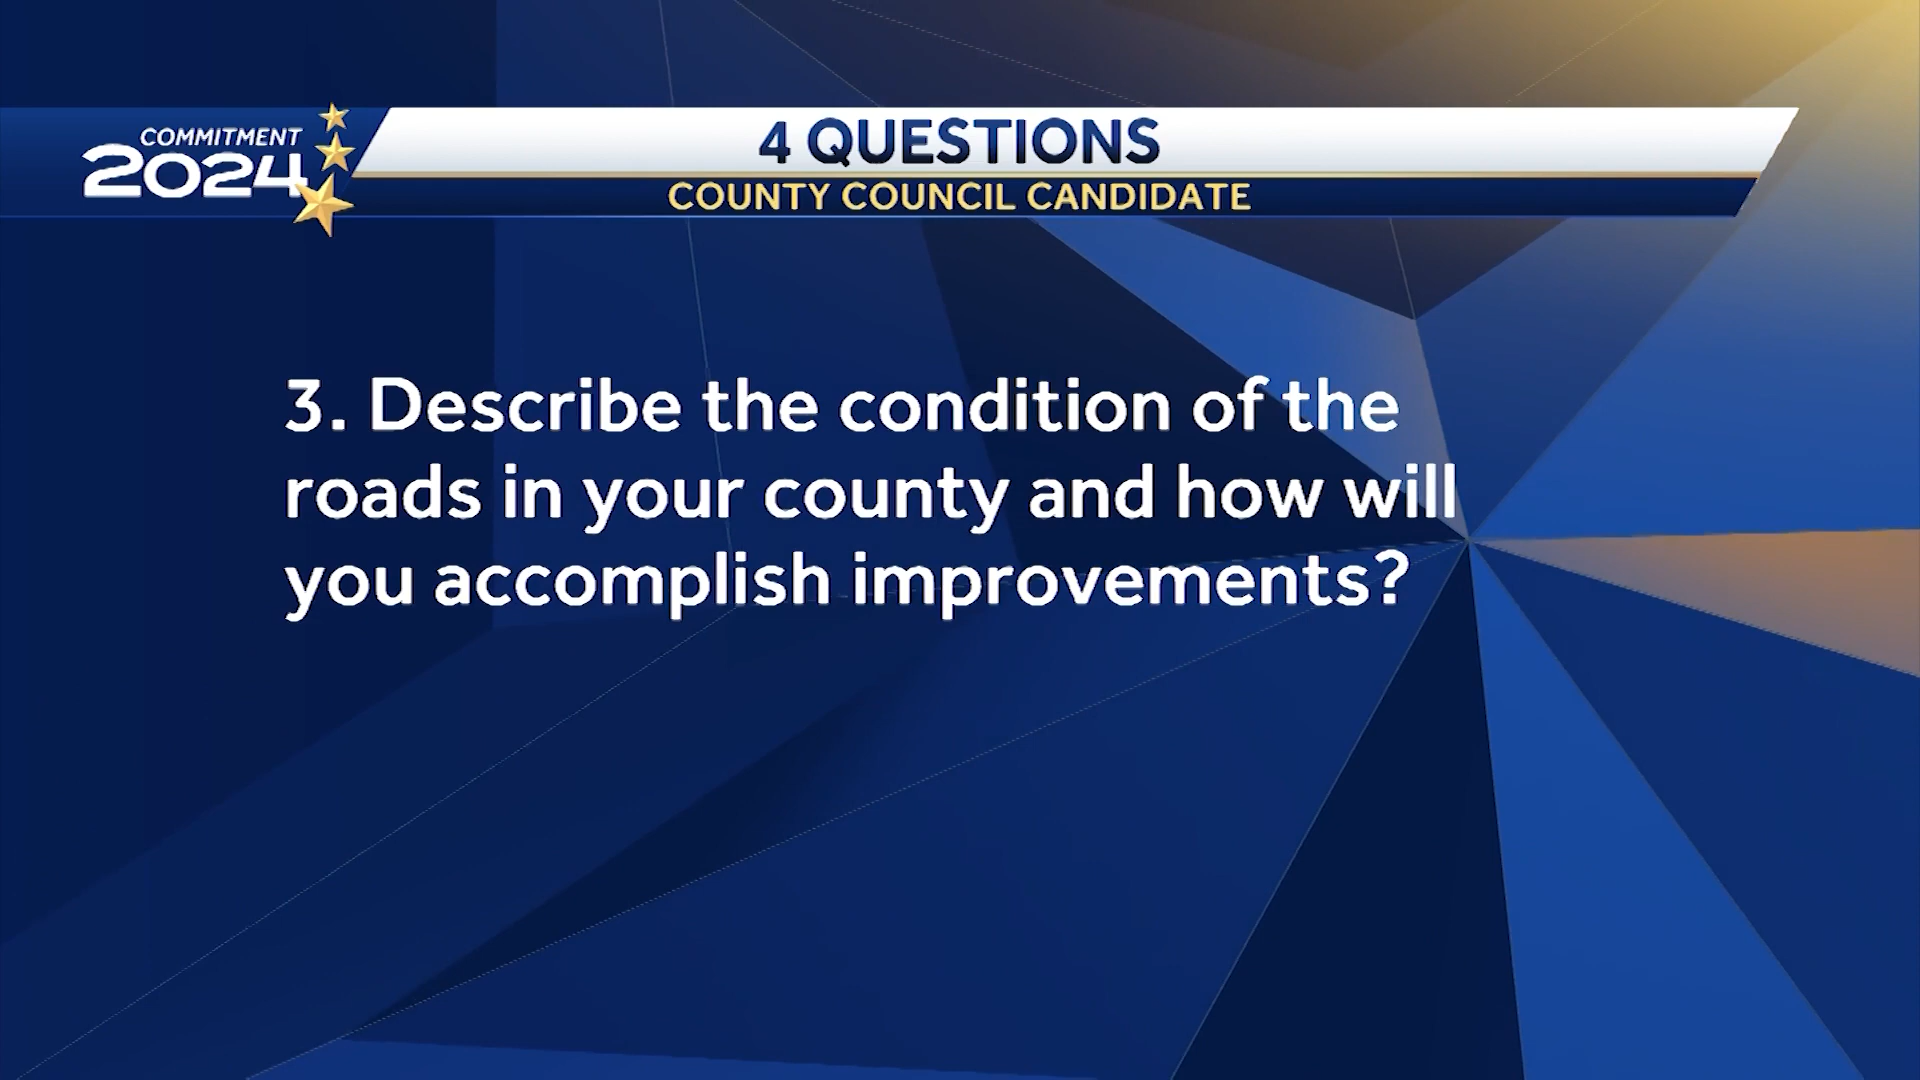 COMMITMENT
2024
4 QUESTIONS
COUNTY COUNCIL CANDIDATE
3. Describe the condition of the
roads in your county and how will
you accomplish improvements?